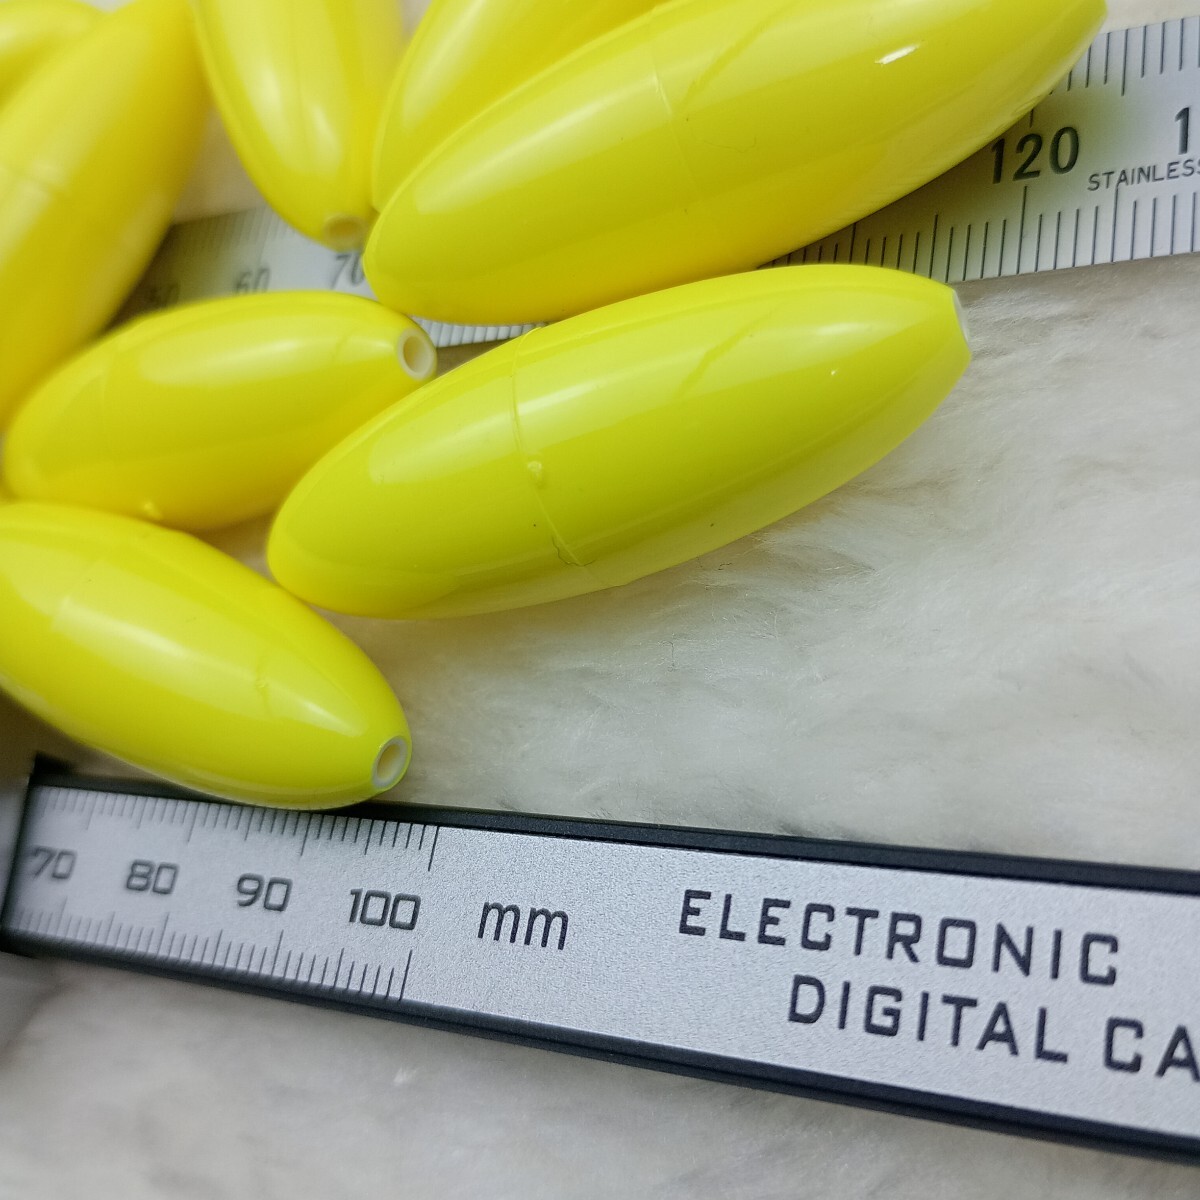 120
STAINLESS
60
70
70 80 90 100 mm
ELECTRONIC
DIGITAL CA